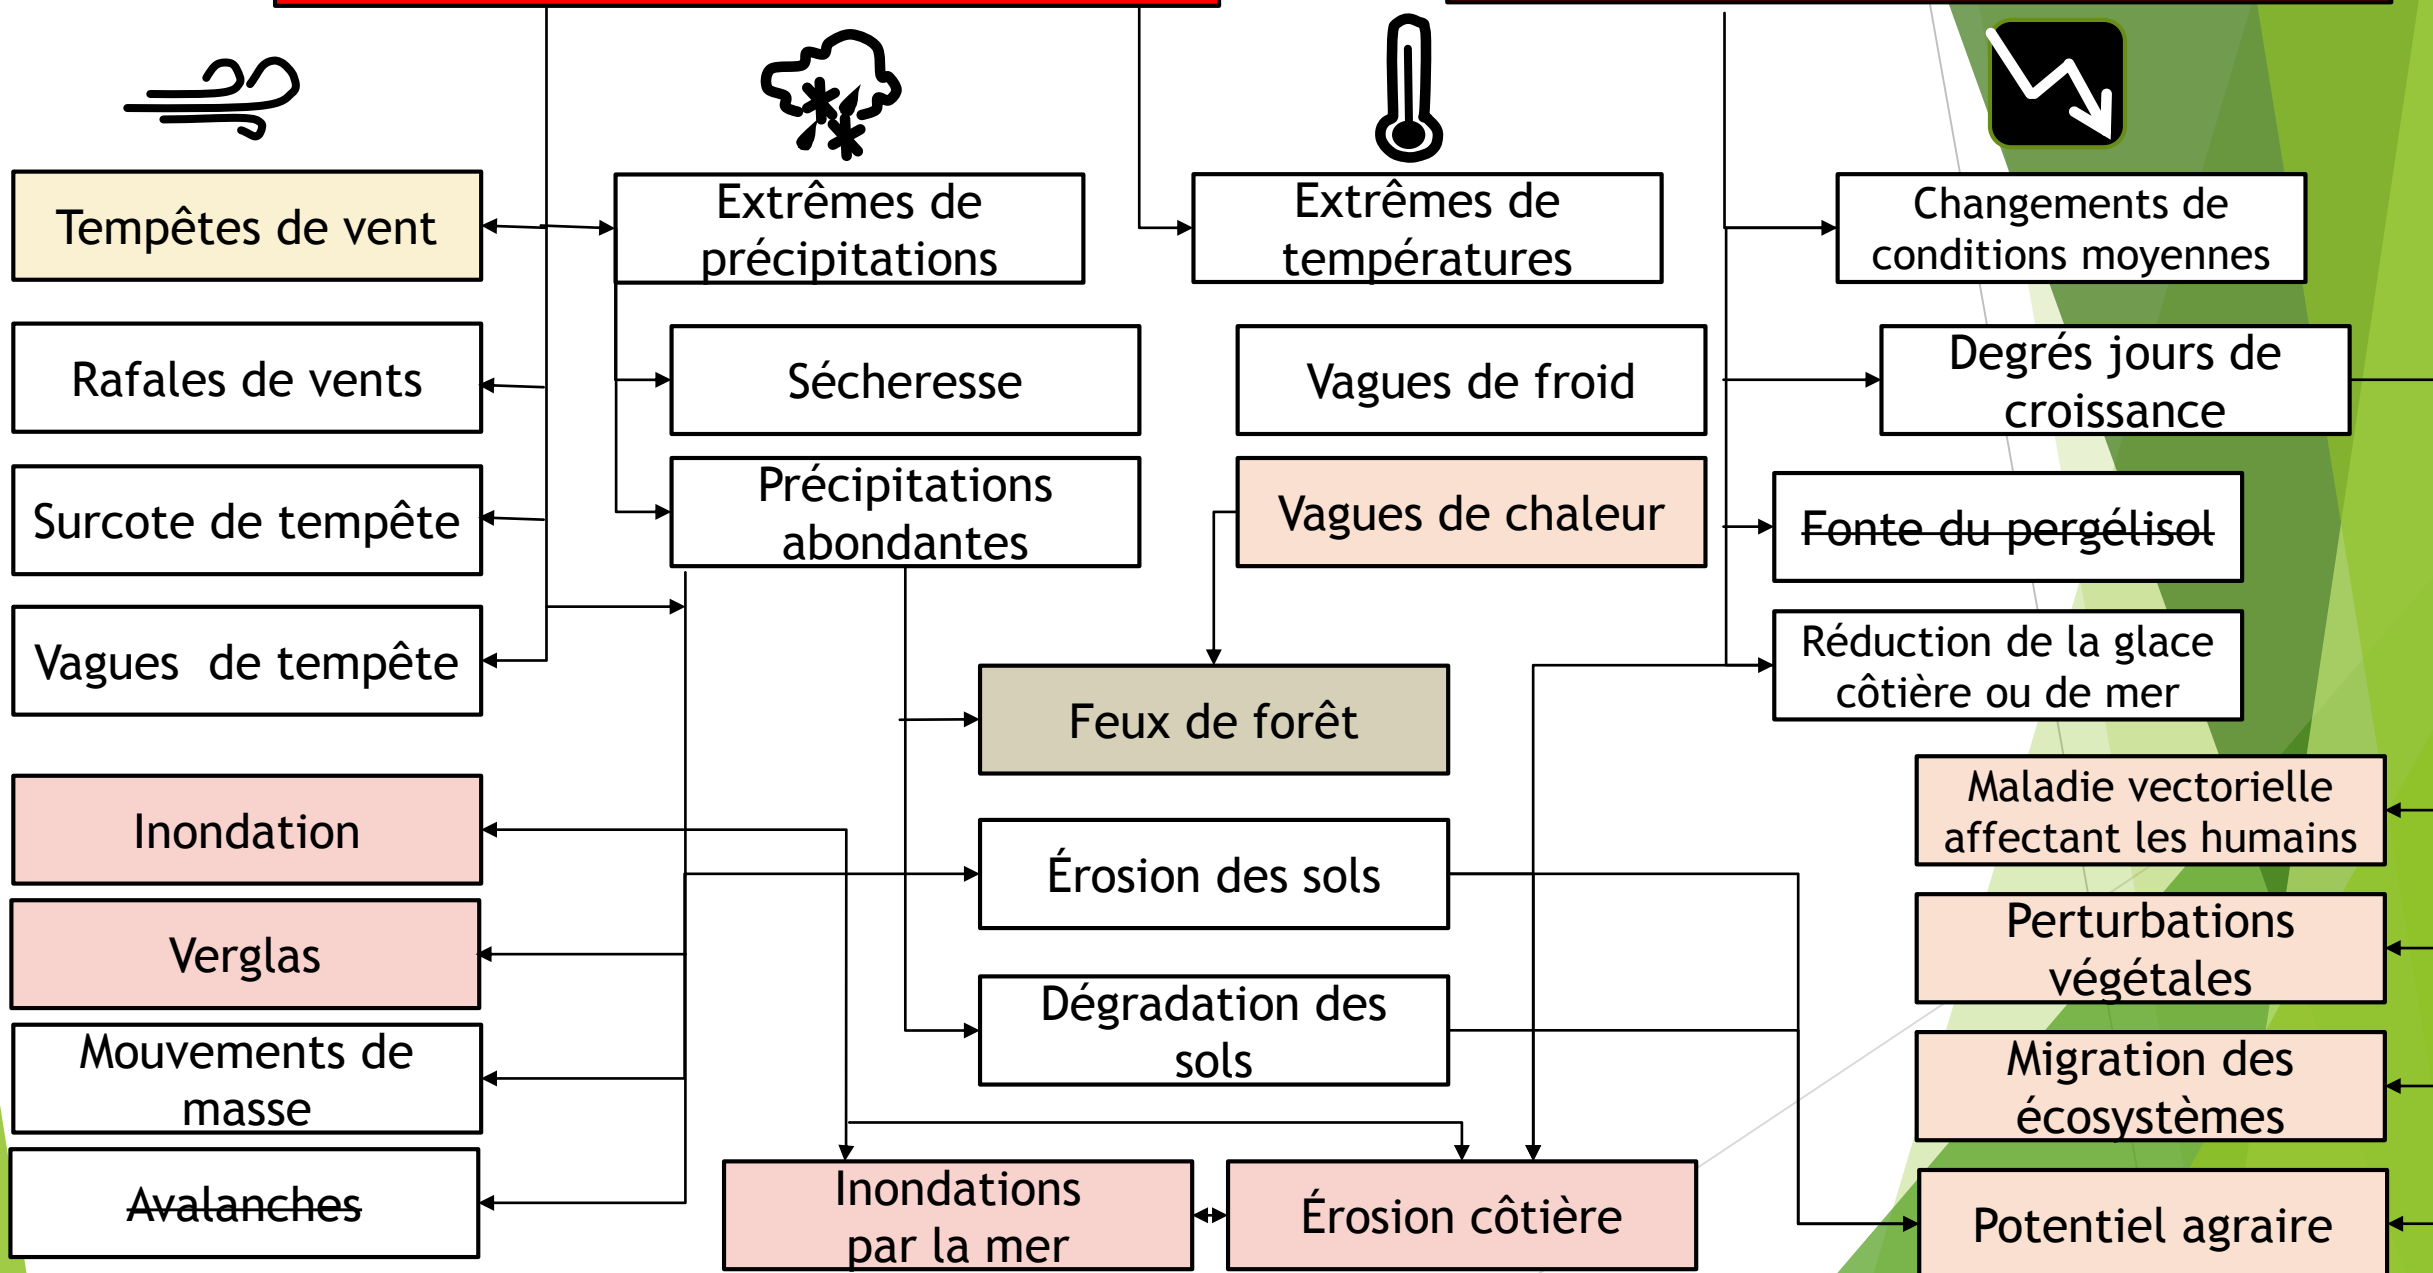 Tempêtes de vent
Extrêmes de
précipitations
Extrêmes de
températures
Changements de
conditions moyennes
Rafales de vents
Sécheresse
Vagues de froid
Degrés jours de
croissance
Surcote de tempête
Précipitations
abondantes
Vagues de chaleur
Fonte du pergélisol
Vagues  de tempête
Feux de forêt
Réduction de la glace
côtière ou de mer
Inondation
Érosion des sols
Maladie vectorielle
affectant les humains
Verglas
Perturbations
végétales
Mouvements de
masse
Dégradation des
sols
Migration des
écosystèmes
Avalanches
Inondations
par la mer
Érosion côtière
Potentiel agraire